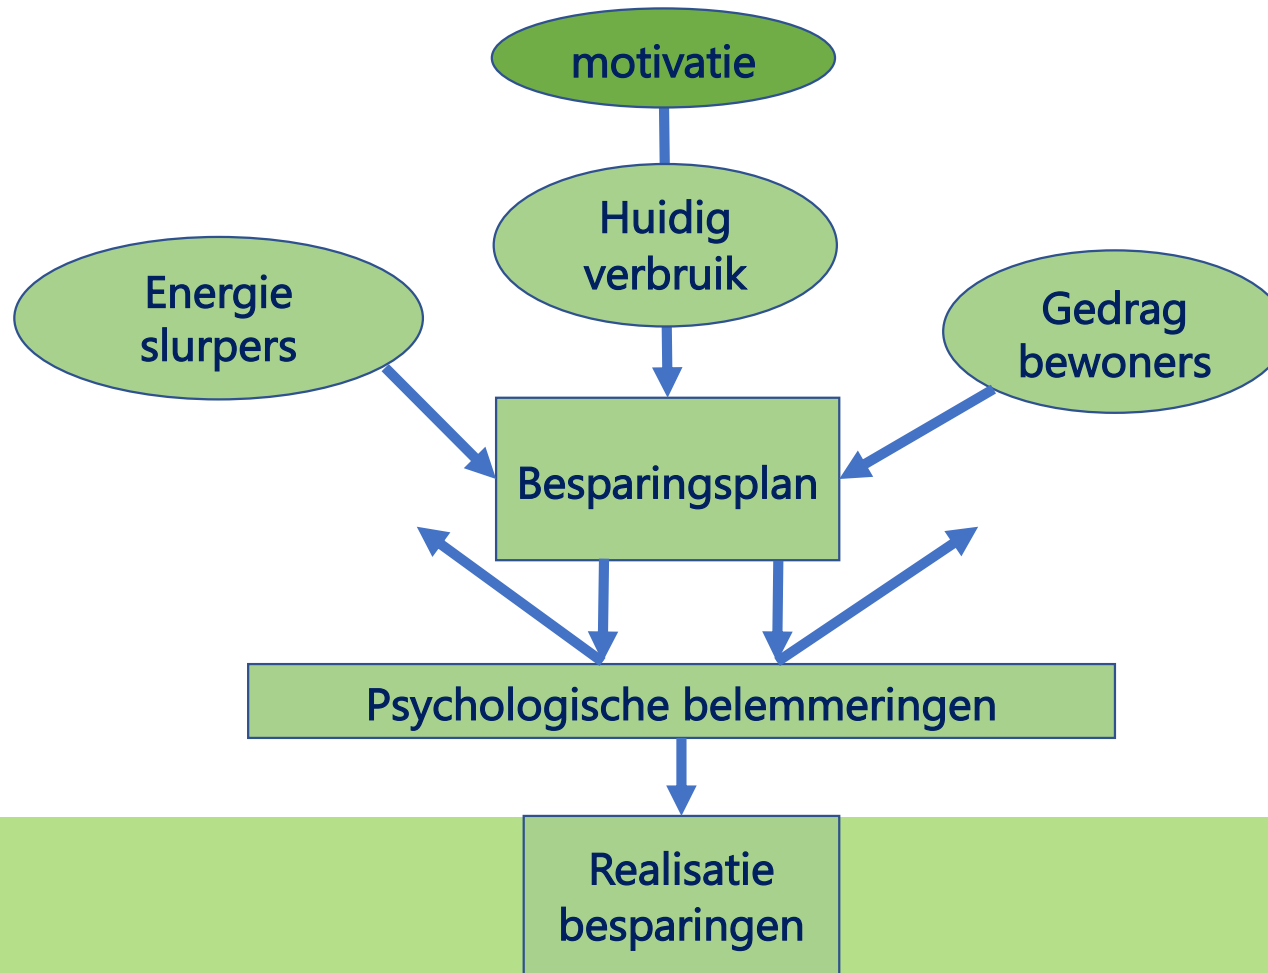 motivatie
Huidig
verbruik
Energie
slurpers
Gedrag
bewoners
Besparingsplan
Psychologische belemmeringen
Realisatie
besparingen